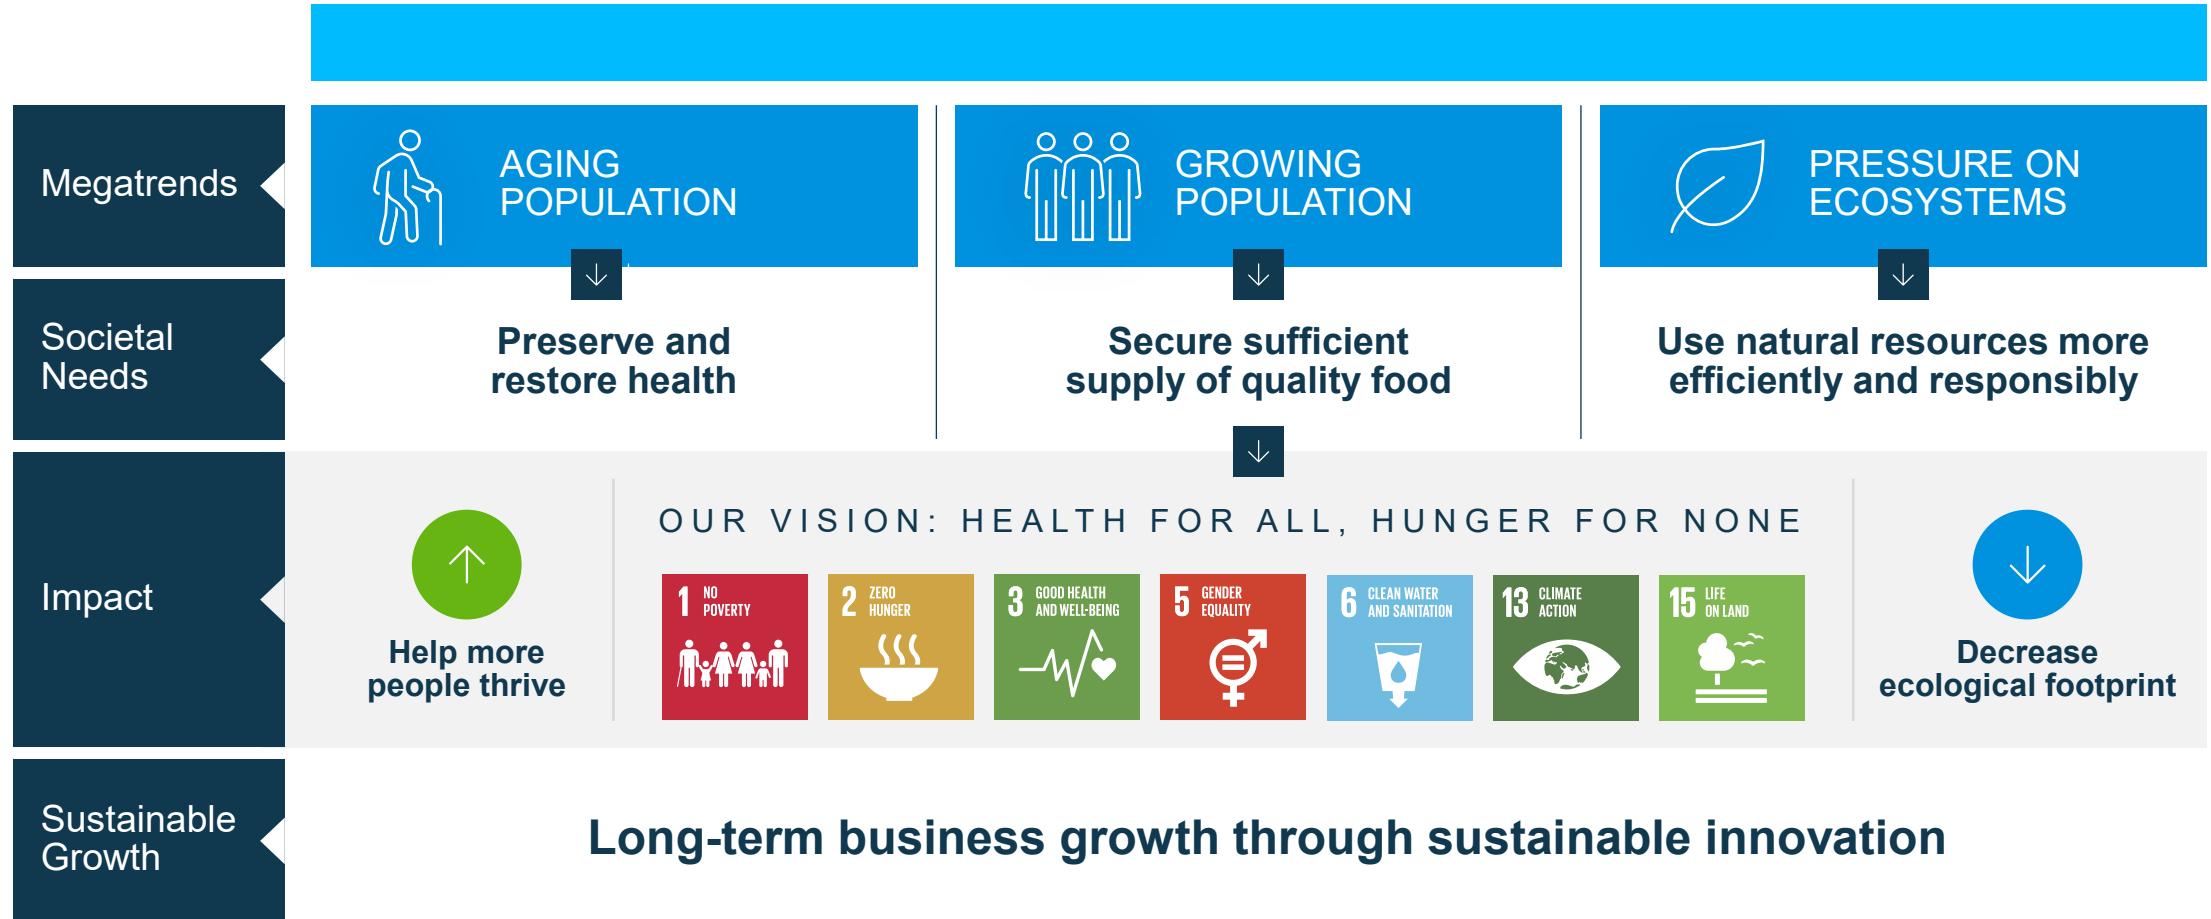 Megatrends
AGING
POPULATION
GROWING
POPULATION
PRESSURE ON
ECOSYSTEMS
Societal
Needs
Preserve and
restore health
Secure sufficient
supply of quality food
Use natural resources more
efficiently and responsibly
Impact
Help more
people thrive
OUR VISION: HEALTH FOR ALL, HUNGER FOR NONE
1 NO
POVERTY
2 ZERO
HUNGER
3 GOOD HEALTH
AND WELL-BEING
5 GENDER
EQUALITY
6 CLEAN WATER
AND SANITATION
13 CLIMATE
ACTION
15 LIFE
ON LAND
Decrease
ecological footprint
Sustainable
Growth
Long-term business growth through sustainable innovation